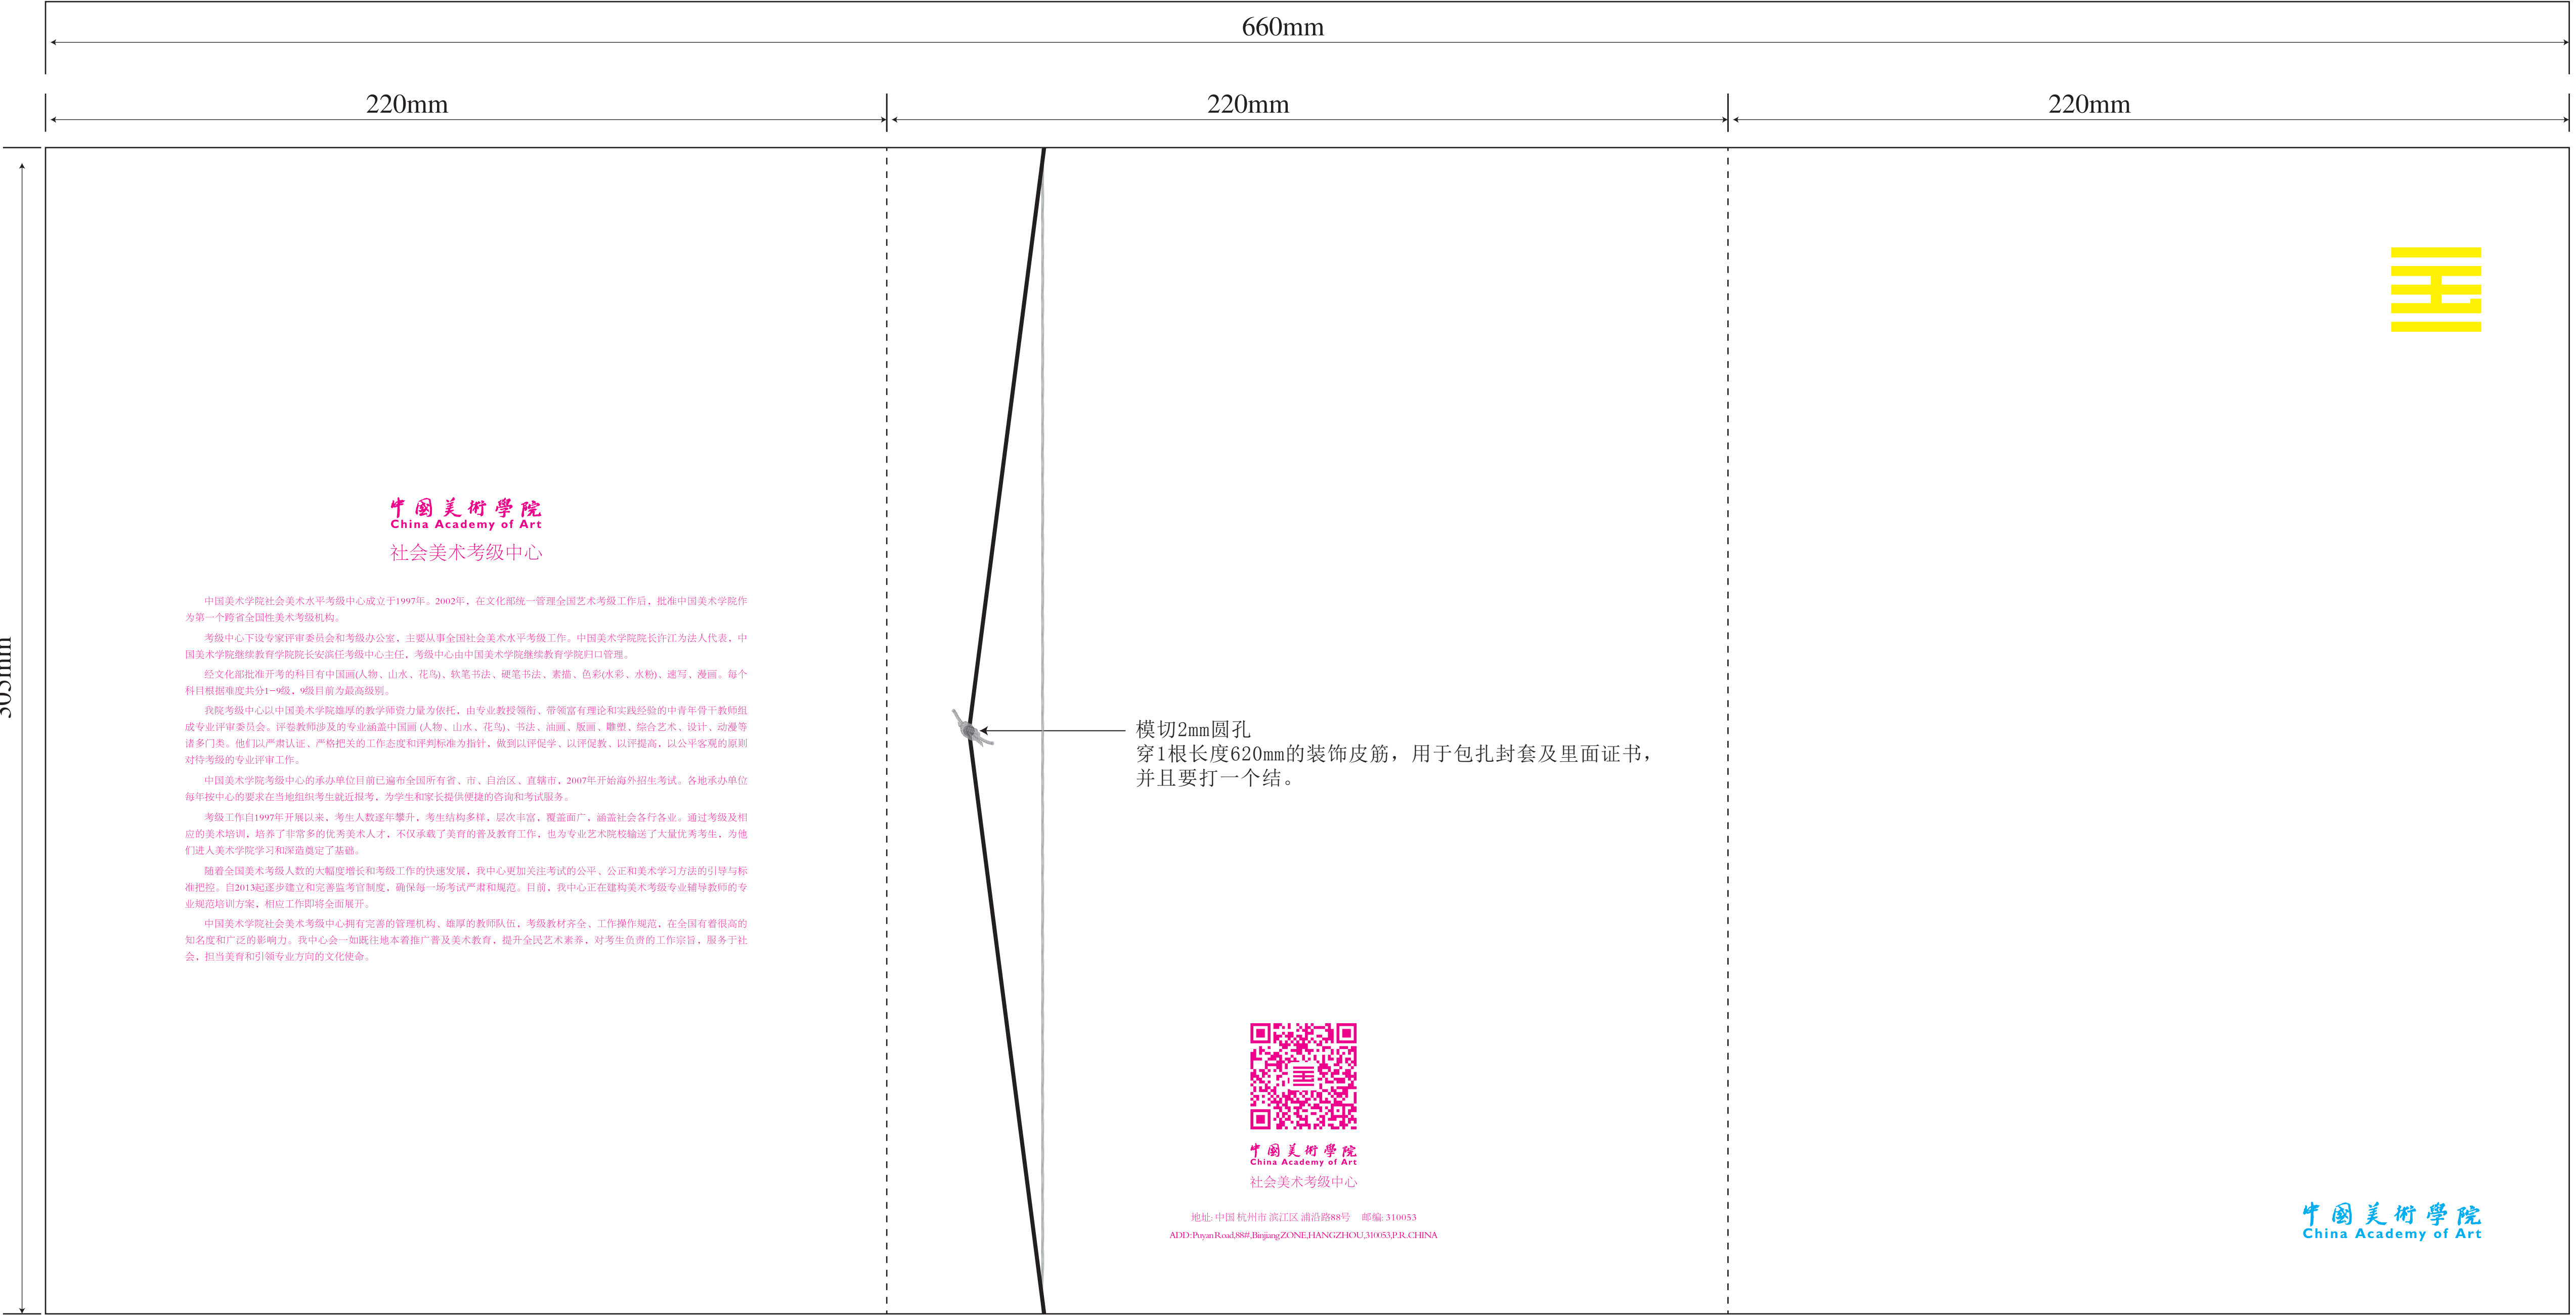 660mm
220mm
220mm
220mm
305mm
中國美術學院
China Academy of Art
社会美术考级中心
中国美术学院社会美术水平考级中心成立于1997年。2002年，在文化部统一管理全国艺术考级工作后，批准中国美术学院作
为第一个跨省全国性美术考级机构。
考级中心下设专家评审委员会和考级办公室，主要从事全国社会美术水平考级工作。中国美术学院院长许江为法人代表，中
国美术学院继续教育学院院长安滨任考级中心主任，考级中心由中国美术学院继续教育学院归口管理。
经文化部批准开考的科目有中国画(人物、山水、花鸟)、软笔书法、硬笔书法、素描、色彩(水彩、水粉)、速写、漫画。每个
科目根据难度共分1-9级，9级目前为最高级别。
我院考级中心以中国美术学院雄厚的教学师资力量为依托，由专业教授领衔、带领富有理论和实践经验的中青年骨干教师组
成专业评审委员会。评卷教师涉及的专业涵盖中国画 (人物、山水、花鸟)、书法、油画、版画、雕塑、综合艺术、设计、动漫等
诸多门类。他们以严肃认证、严格把关的工作态度和评判标准为指针，做到以评促学、以评促教、以评提高，以公平客观的原则
对待考级的专业评审工作。
中国美术学院考级中心的承办单位目前已遍布全国所有省、市、自治区、直辖市，2007年开始海外招生考试。各地承办单位
每年按中心的要求在当地组织考生就近报考，为学生和家长提供便捷的咨询和考试服务。
考级工作自1997年开展以来，考生人数逐年攀升，考生结构多样，层次丰富，覆盖面广，涵盖社会各行各业。通过考级及相
应的美术培训，培养了非常多的优秀美术人才，不仅承载了美育的普及教育工作，也为专业艺术院校输送了大量优秀考生，为他
们进入美术学院学习和深造奠定了基础。
随着全国美术考级人数的大幅度增长和考级工作的快速发展，我中心更加关注考试的公平、公正和美术学习方法的引导与标
准把控。自2013起逐步建立和完善监考官制度，确保每一场考试严肃和规范。目前，我中心正在建构美术考级专业辅导教师的专
业规范培训方案，相应工作即将全面展开。
中国美术学院社会美术考级中心拥有完善的管理机构、雄厚的教师队伍，考级教材齐全、工作操作规范，在全国有着很高的
知名度和广泛的影响力。我中心会一如既往地本着推广普及美术教育，提升全民艺术素养，对考生负责的工作宗旨，服务于社
会，担当美育和引领专业方向的文化使命。
模切2mm圆孔
穿1根长度620mm的装饰皮筋，用于包扎封套及里面证书，
并且要打一个结。
中國美術學院
China Academy of Art
社会美术考级中心
地址: 中国 杭州市 滨江区 浦沿路88号 邮编: 310053
ADD: Puyan Road,88#,Binjiang ZONE,HANGZHOU,310053,P.R.CHINA
中國美術學院
China Academy of Art